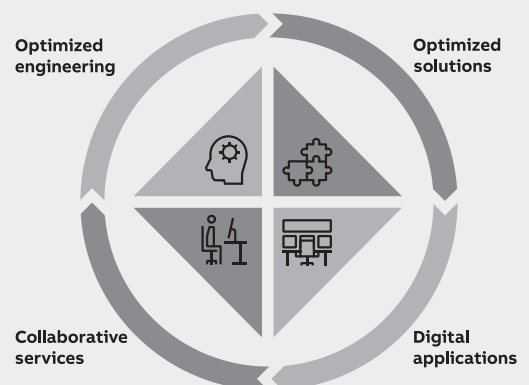 Optimized
engineering
Optimized
solutions
Collaborative
services
Digital
applications